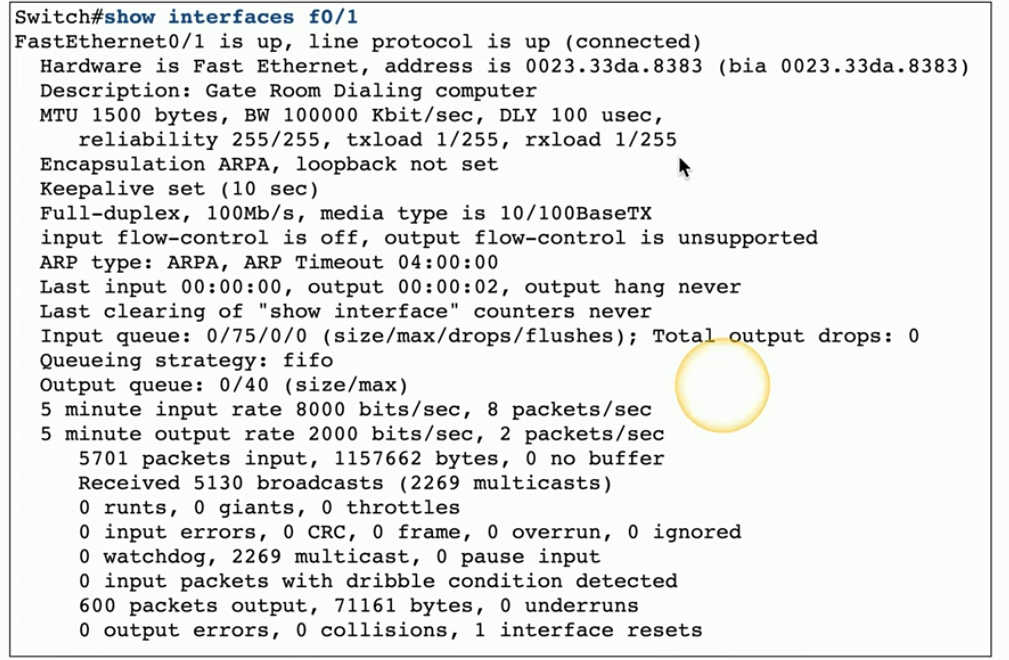 Switch#show interfaces f0/1
FastEthernet0/1 is up, line protocol is up (connected)
Hardware is Fast Ethernet, address is 0023.33da.8383 (bia 0023.33da.8383)
Description: Gate Room Dialing computer
MTU 1500 bytes, BW 100000 Kbit/sec, DLY 100 usec,
reliability 255/255, txload 1/255, rxload 1/255
Encapsulation ARPA, loopback not set
Keepalive set (10 sec)
Full-duplex, 100Mb/s, media type is 10/100BaseTX
input flow-control is off, output flow-control is unsupported
ARP type: ARPA, ARP Timeout 04:00:00
Last input 00:00:00, output 00:00:02, output hang never
Last clearing of "show interface" counters never
Input queue: 0/75/0/0 (size/max/drops/flushes); Total output drops: 0
Queueing strategy: fifo
Output queue: 0/40 (size/max)
5 minute input rate 8000 bits/sec, 8 packets/sec
5 minute output rate 2000 bits/sec, 2 packets/sec
5701 packets input, 1157662 bytes, 0 no buffer
Received 5130 broadcasts (2269 multicasts)
0 runts, 0 giants, 0 throttles
0 input errors, 0 CRC, 0 frame, 0 overrun, 0 ignored
0 watchdog, 2269 multicast, 0 pause input
0 input packets with dribble condition detected
600 packets output, 71161 bytes, 0 underruns
0 output errors, 0 collisions, 1 interface resets